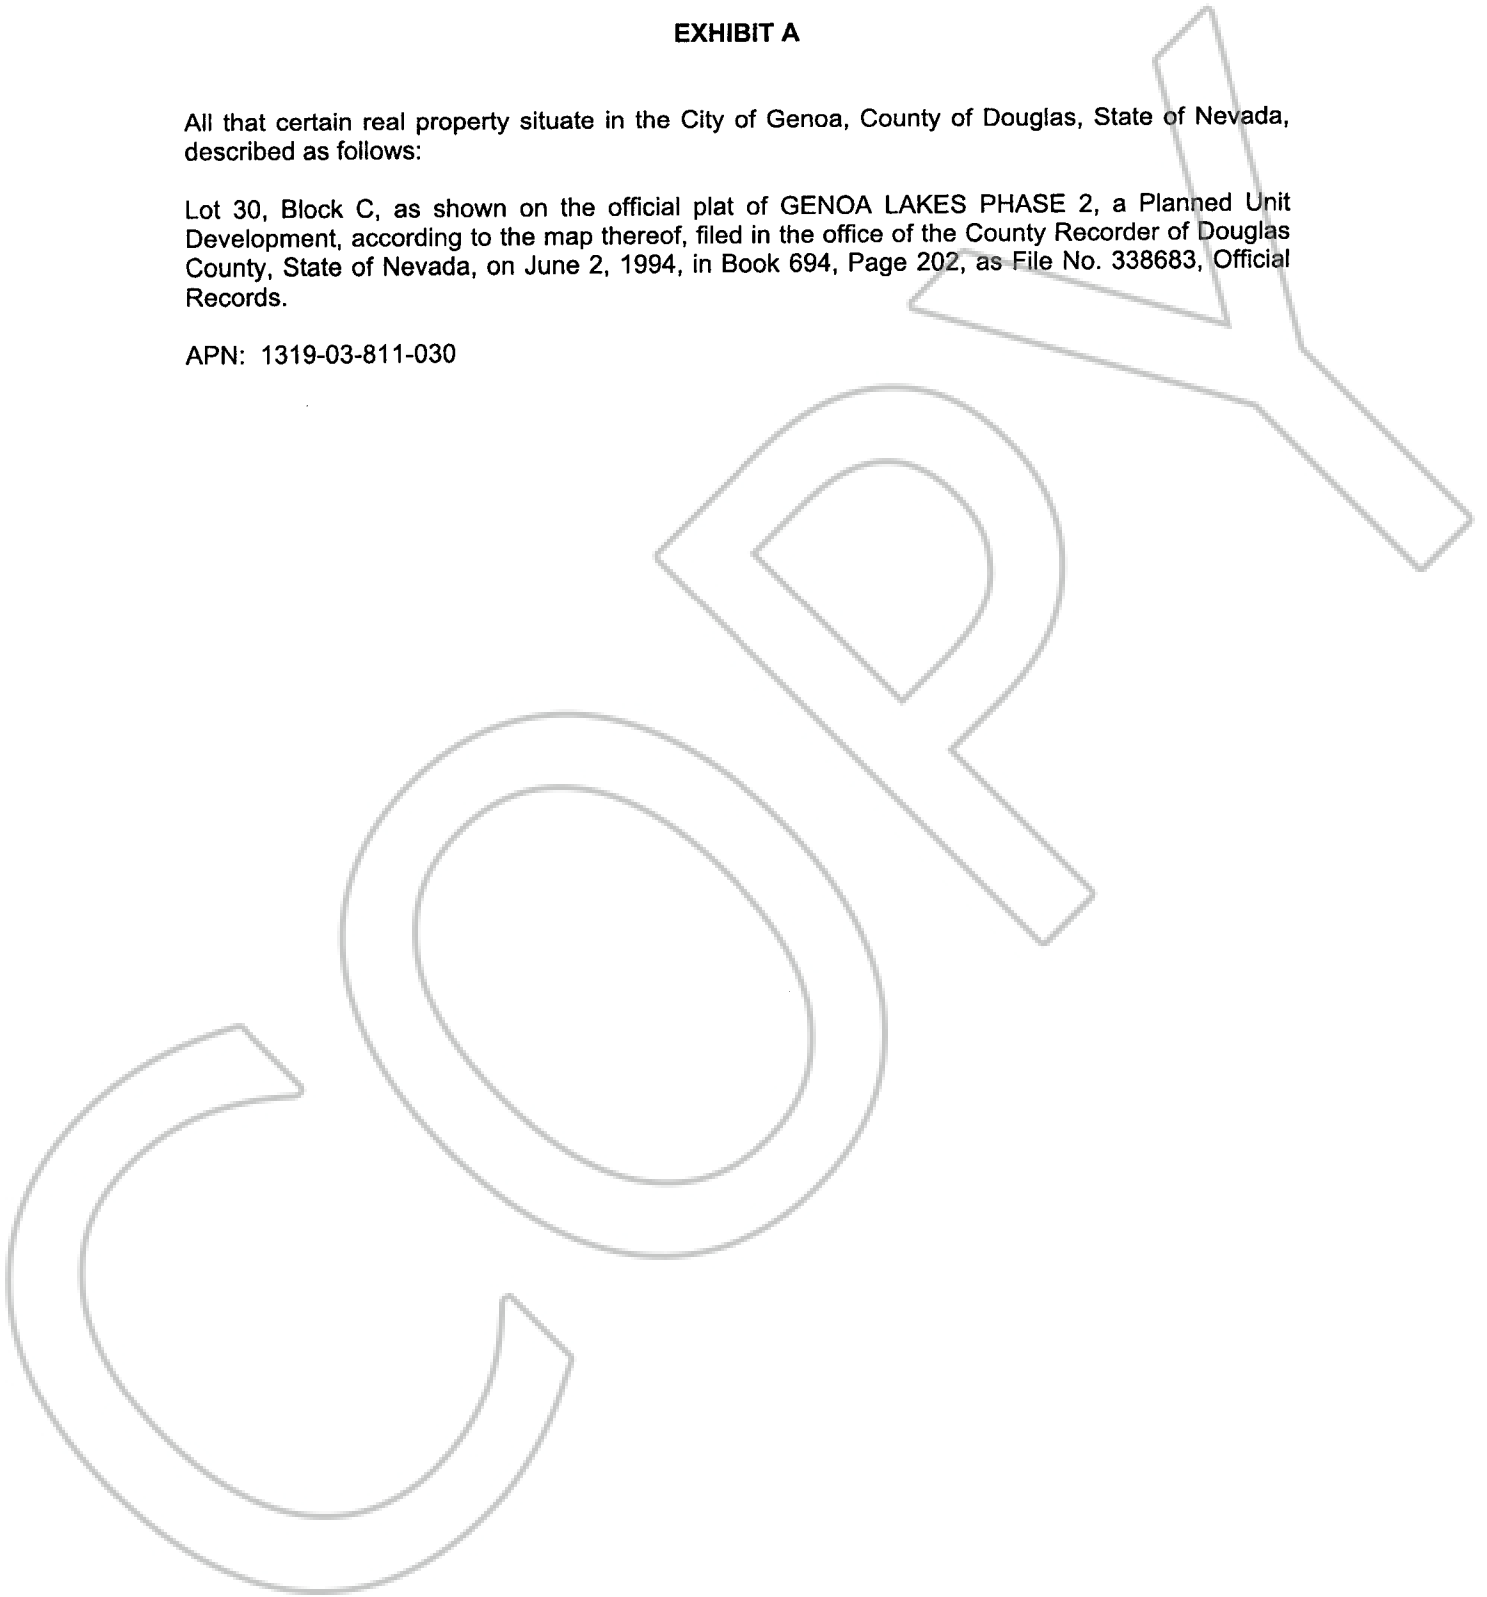 EXHIBIT A
All that certain real property situate in the City of Genoa, County of Douglas, State of Nevada,
described as follows:
Lot 30, Block C, as shown on the official plat of GENOA LAKES PHASE 2, a Planned Unit
Development, according to the map thereof, filed in the office of the County Recorder of Douglas
County, State of Nevada, on June 2, 1994, in Book 694, Page 202, as File No. 338683, Official
Records.
APN: 1319-03-811-030
COPY